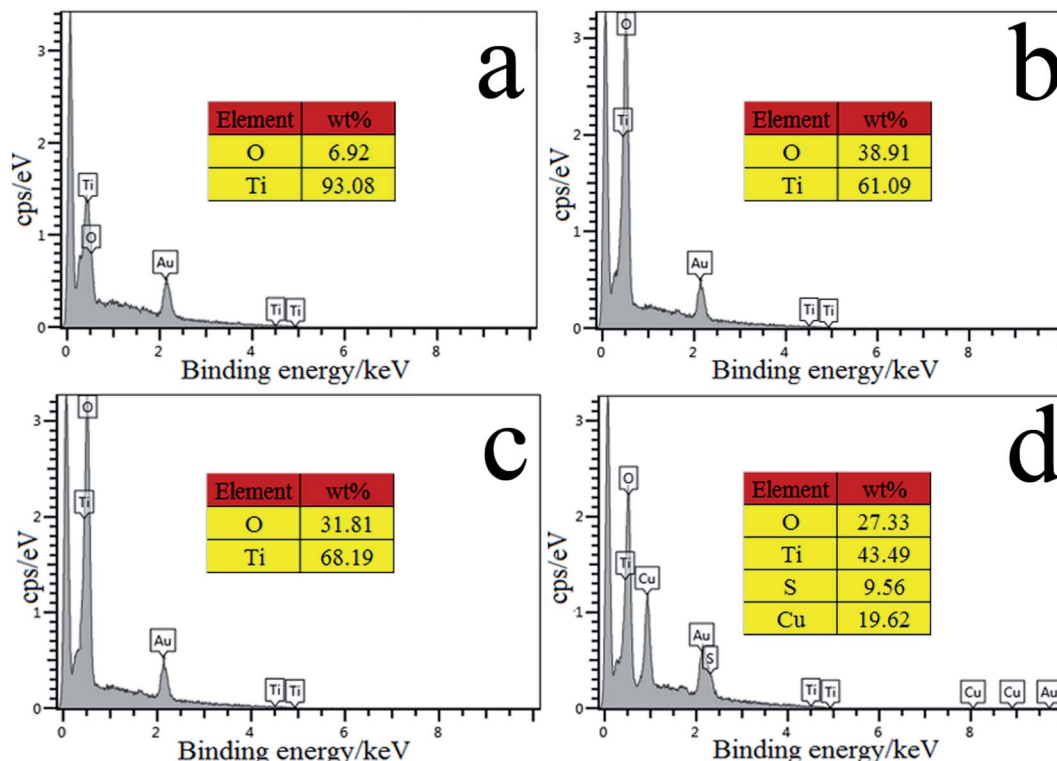 a
Element wt%
O 6.92
Ti 93.08
cps/eV
3
2
1
0
Ti
O
Au
Ti Ti
0 2 4 6 8
Binding energy/keV
b
Element wt%
O 38.91
Ti 61.09
cps/eV
3
2
1
0
O
Ti
Au
Ti Ti
0 2 4 6 8
Binding energy/keV
c
Element wt%
O 31.81
Ti 68.19
cps/eV
3
2
1
0
O
Ti
Au
Ti Ti
0 2 4 6 8
Binding energy/keV
d
Element wt%
O 27.33
Ti 43.49
S 9.56
Cu 19.62
cps/eV
3
2
1
0
O
Ti
Cu
Au
S
Ti Ti
Cu Cu Au
0 2 4 6 8
Binding energy/keV